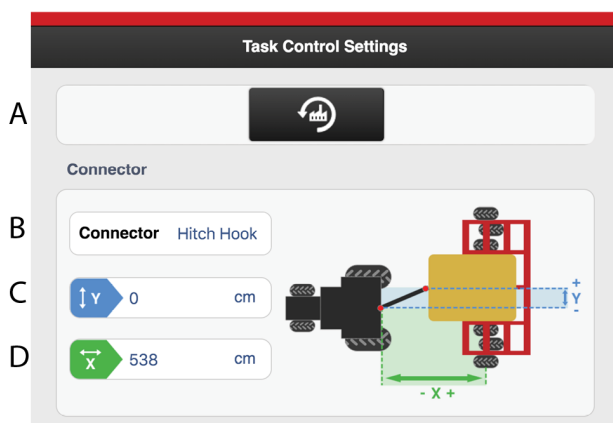 Task Control Settings
A
Connector
B
Connector Hitch Hook
C
Y 0 cm
D
X 538 cm
+
Y
-
- X +